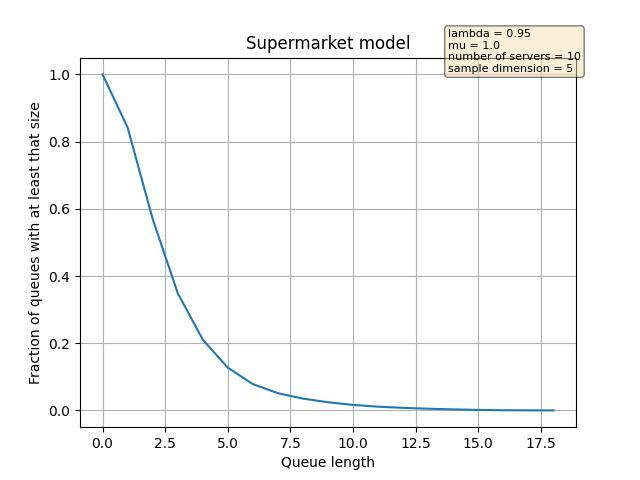 Supermarket model
lambda = 0.95
mu = 1.0
number of servers = 10
sample dimension = 5
Fraction of queues with at least that size
1.0
0.8
0.6
0.4
0.2
0.0
0.0 2.5 5.0 7.5 10.0 12.5 15.0 17.5
Queue length